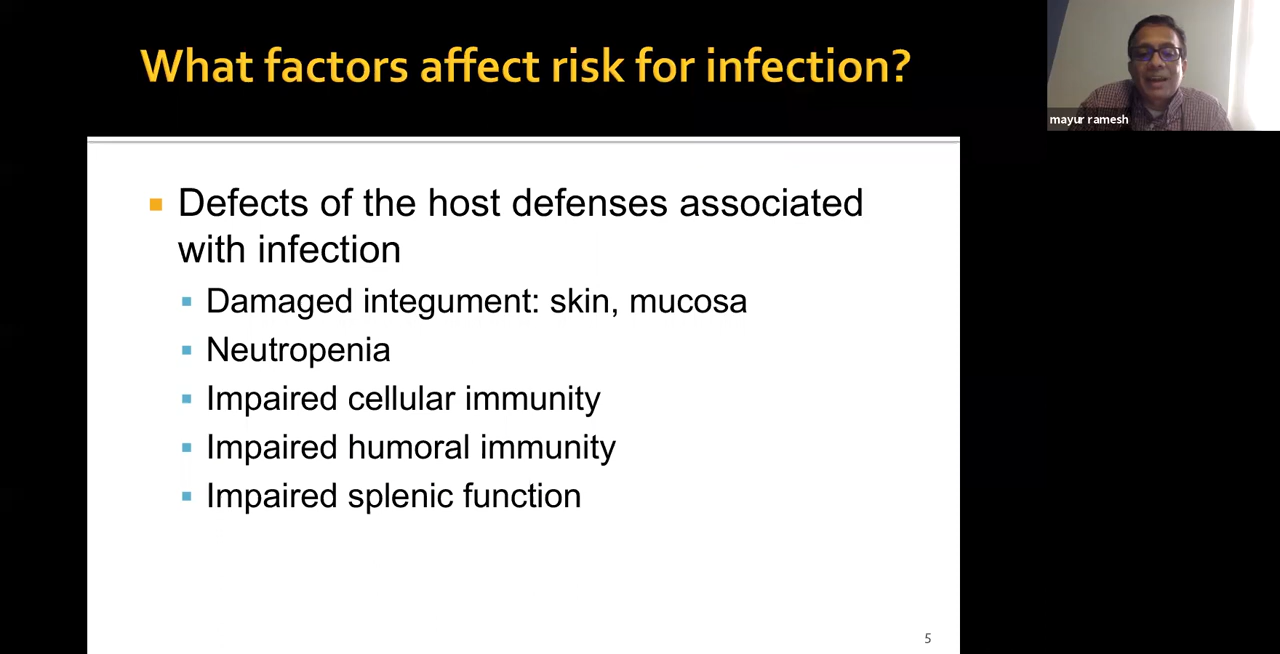 What factors affect risk for infection?
mayur ramesh
Defects of the host defenses associated
with infection
Damaged integument: skin, mucosa
Neutropenia
Impaired cellular immunity
Impaired humoral immunity
Impaired splenic function
5